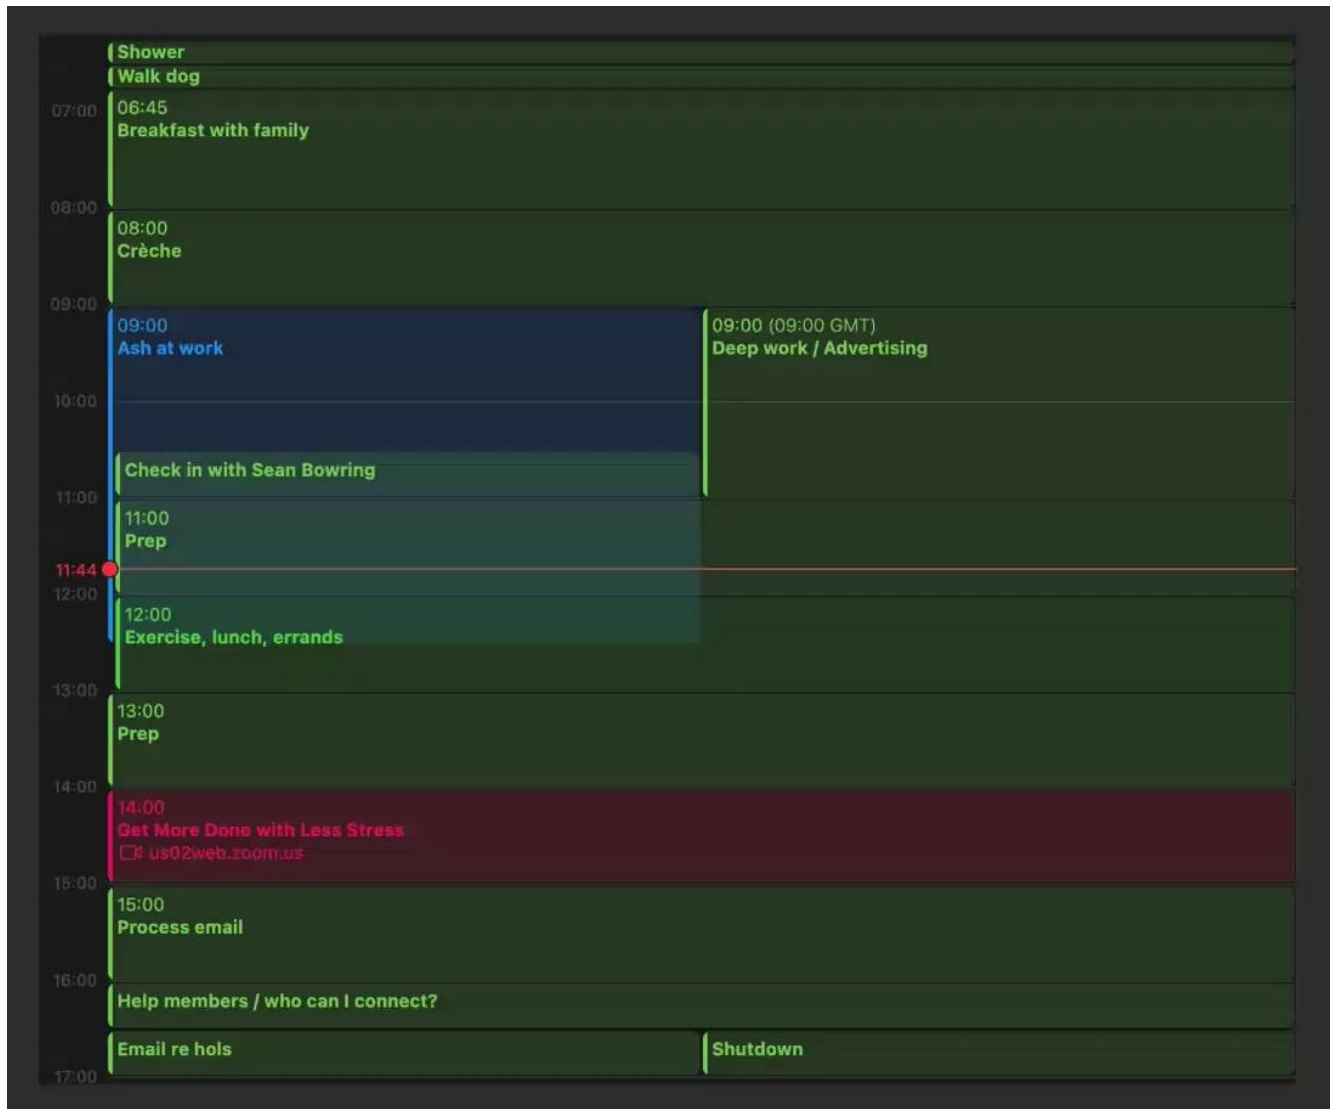 Shower
Walk dog
07:00
06:45
Breakfast with family
08:00
08:00
Crèche
09:00
09:00
Ash at work
09:00 (09:00 GMT)
Deep work / Advertising
10:00
Check in with Sean Bowring
11:00
11:00
Prep
11:44
12:00
12:00
Exercise, lunch, errands
13:00
13:00
Prep
14:00
14:00
Get More Done with Less Stress
us02web.zoom.us
15:00
15:00
Process email
16:00
Help members / who can I connect?
Email re hols
Shutdown
17:00